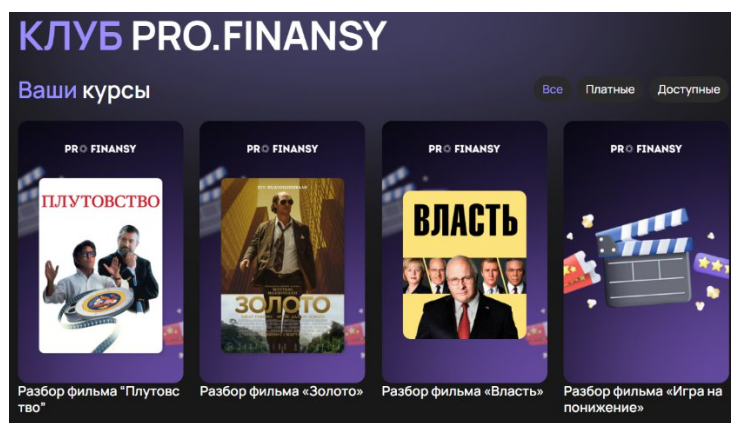 КЛУБ PRO.FINANSY
Ваши курсы
Все Платные Доступные
PRO FINANSY
ПЛУТОВСТВО
PRO FINANSY
ЗОЛОТО
PRO FINANSY
ВЛАСТЬ
PRO FINANSY
Разбор фильма “Плутовс
тво”
Разбор фильма «Золото»
Разбор фильма «Власть»
Разбор фильма «Игра на
понижение»